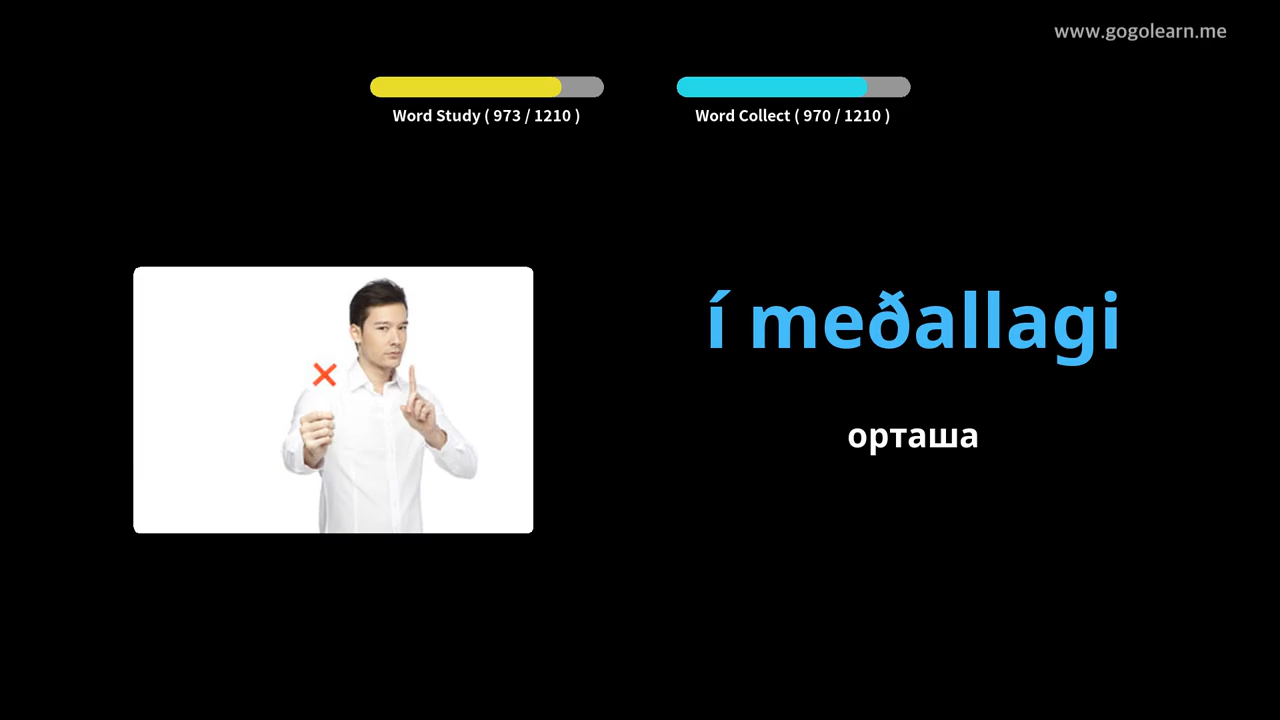 www.gogolearn.me
Word Study ( 973 / 1210 )
Word Collect ( 970 / 1210 )
í meðallagi
орташа